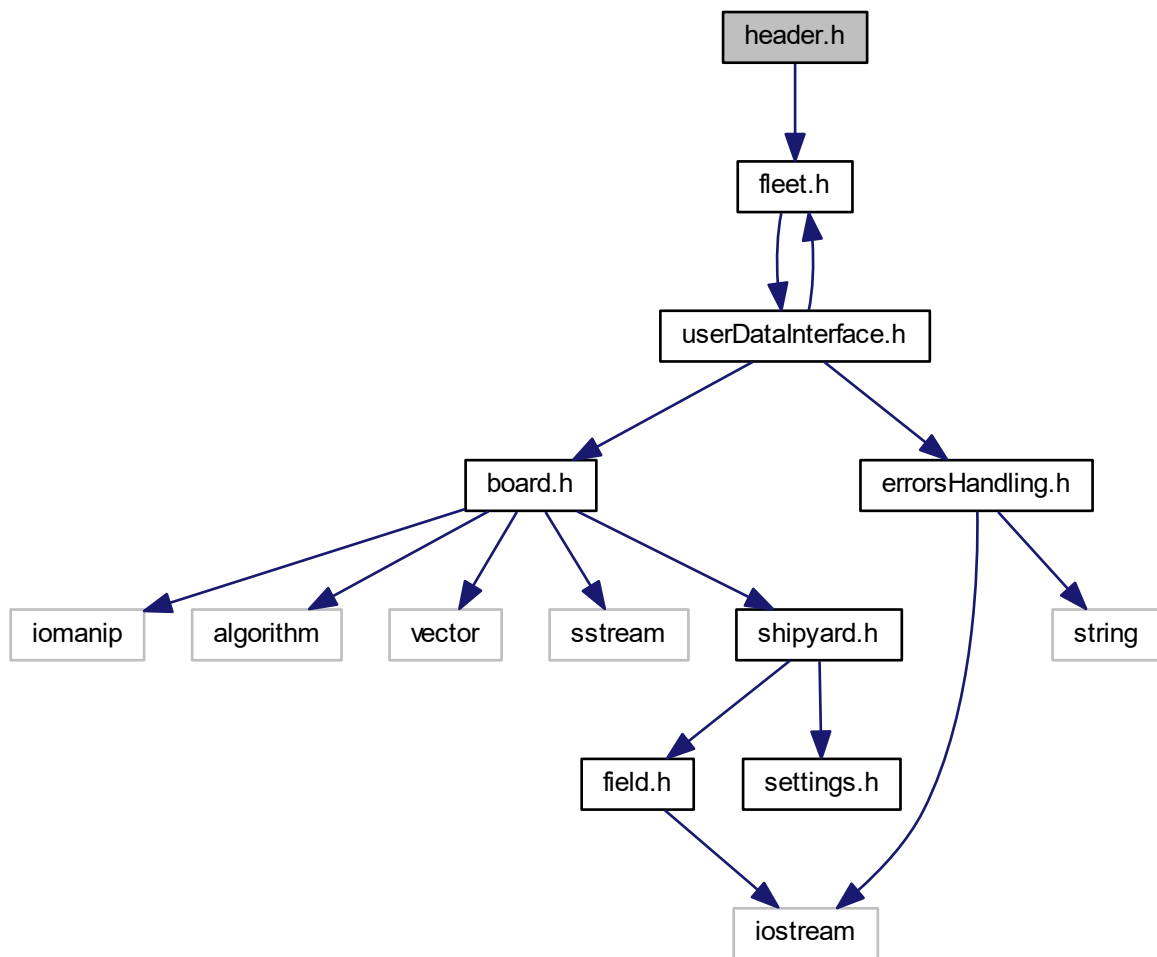 header.h
fleet.h
userDataInterface.h
board.h
errorsHandling.h
iomanip
algorithm
vector
sstream
shipyard.h
string
field.h
settings.h
iostream